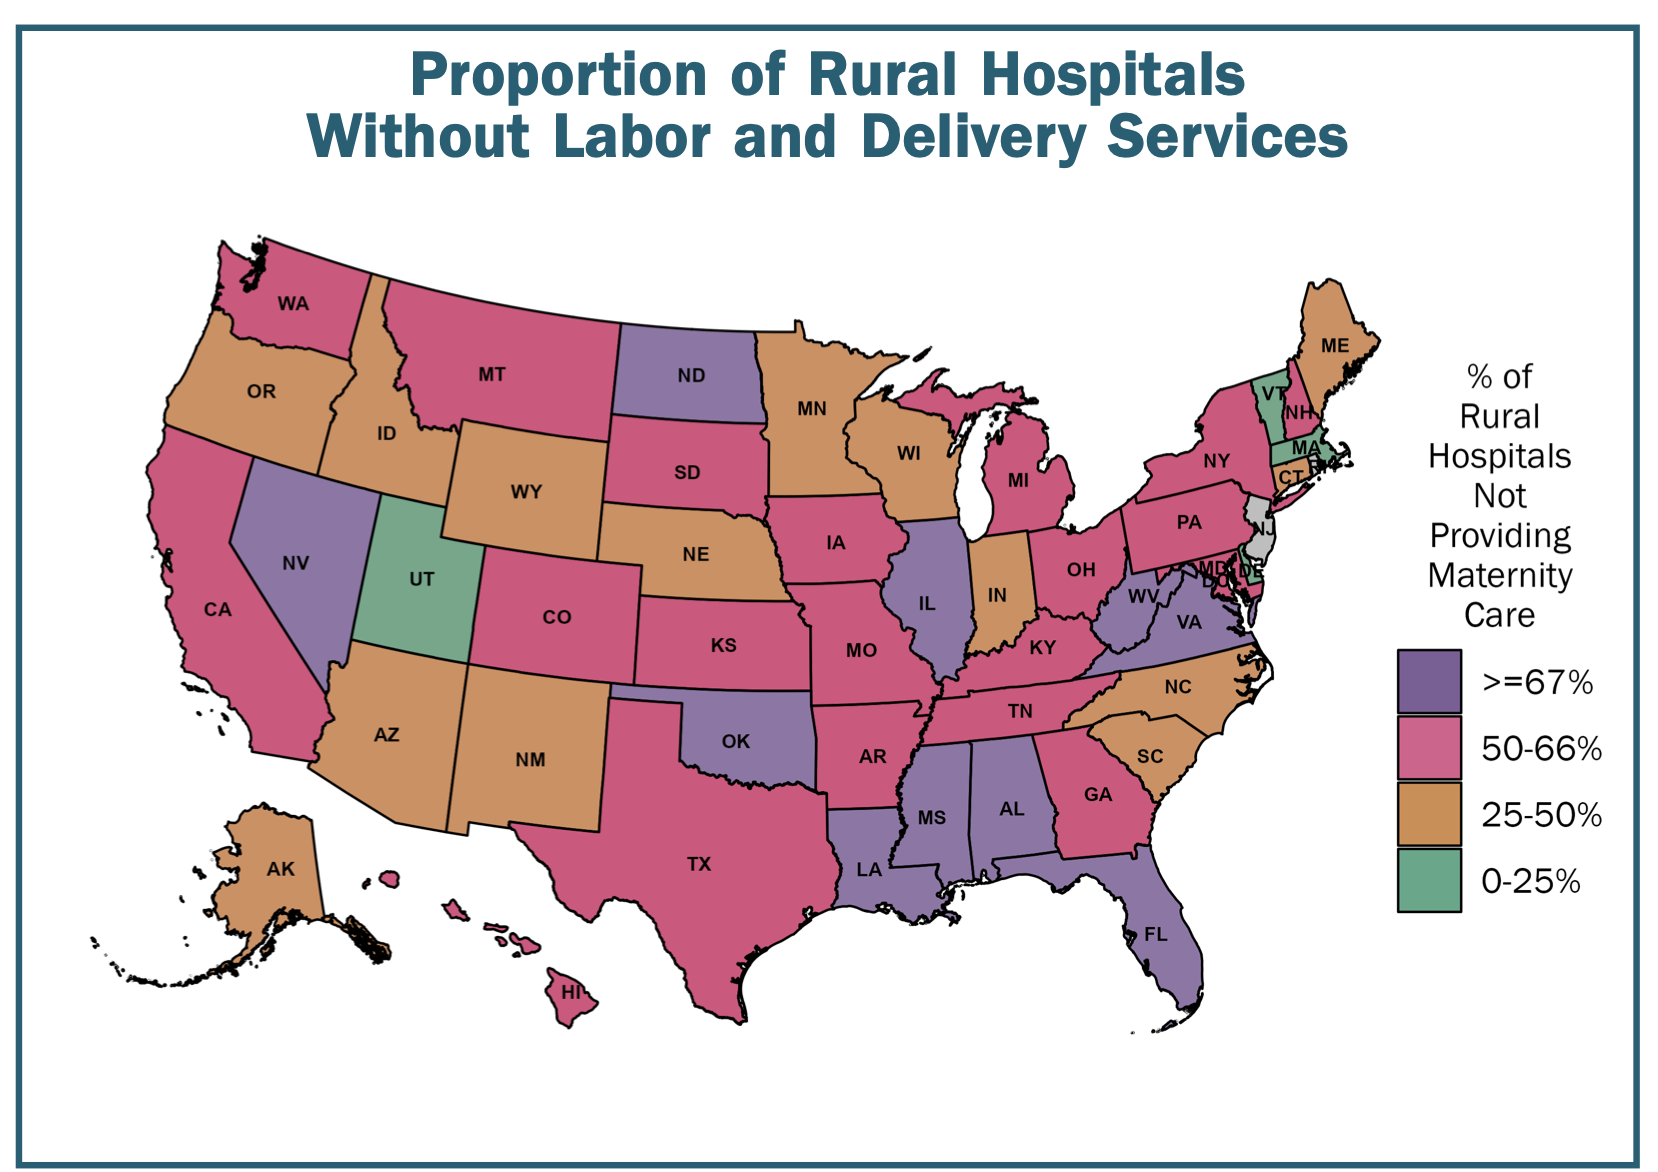 Proportion of Rural Hospitals
Without Labor and Delivery Services
WA
MT
ND
OR
ID
MN
ME
VT
NH
WI
SD
WY
MI
NY
MA
CT
NV
UT
NE
IA
PA
NJ
CA
CO
KS
MO
IL
IN
OH
MD
DE
DC
WV
VA
KY
NC
TN
AZ
NM
OK
AR
SC
GA
MS
AL
LA
TX
AK
FL
HI
% of
Rural
Hospitals
Not
Providing
Maternity
Care
>=67%
50-66%
25-50%
0-25%